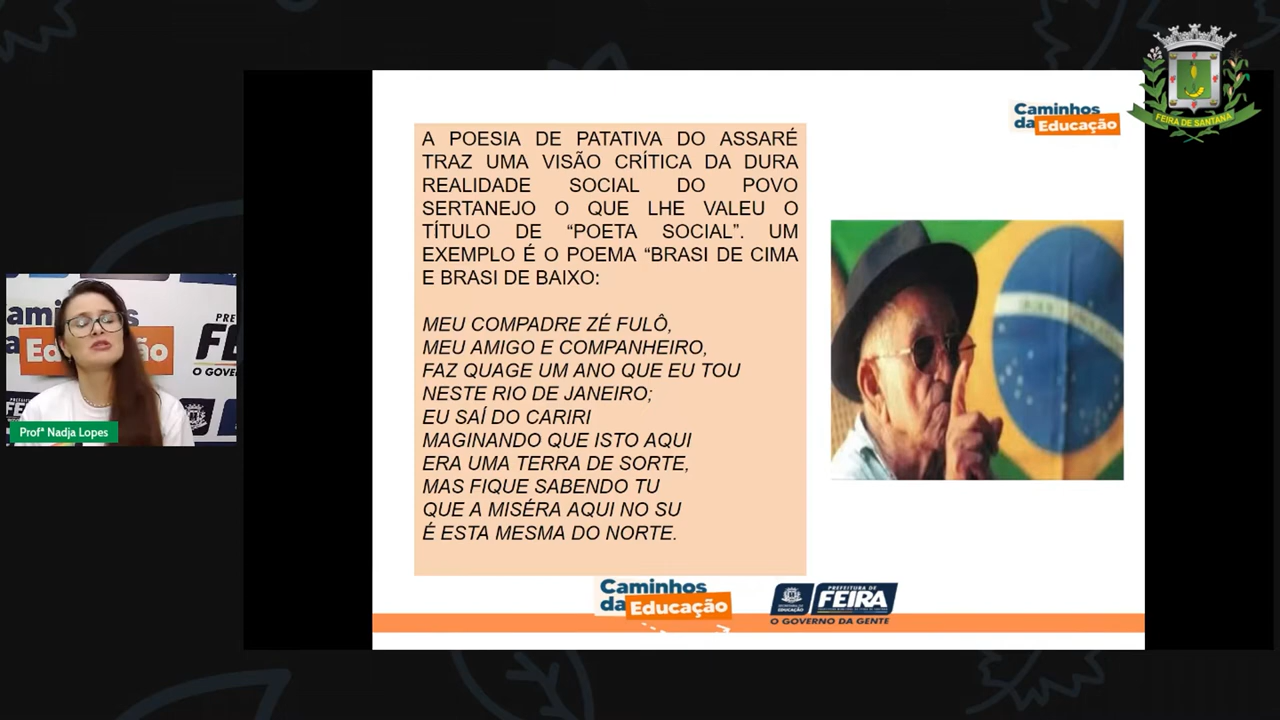 FEIRA DE SANTANA
Caminhos
da Educação
A POESIA DE PATATIVA DO ASSARÉ
TRAZ UMA VISÃO CRÍTICA DA DURA
REALIDADE SOCIAL DO POVO
SERTANEJO O QUE LHE VALEU O
TÍTULO DE “POETA SOCIAL”. UM
EXEMPLO É O POEMA “BRASI DE CIMA
E BRASI DE BAIXO:
MEU COMPADRE ZÉ FULÔ,
MEU AMIGO E COMPANHEIRO,
FAZ QUAGE UM ANO QUE EU TOU
NESTE RIO DE JANEIRO;
EU SAÍ DO CARIRI
MAGINANDO QUE ISTO AQUI
ERA UMA TERRA DE SORTE,
MAS FIQUE SABENDO TU
QUE A MISÉRA AQUI NO SU
É ESTA MESMA DO NORTE.
Profª Nadja Lopes
Caminhos
da Educação
PREFEITURA DE
FEIRA
O GOVERNO DA GENTE